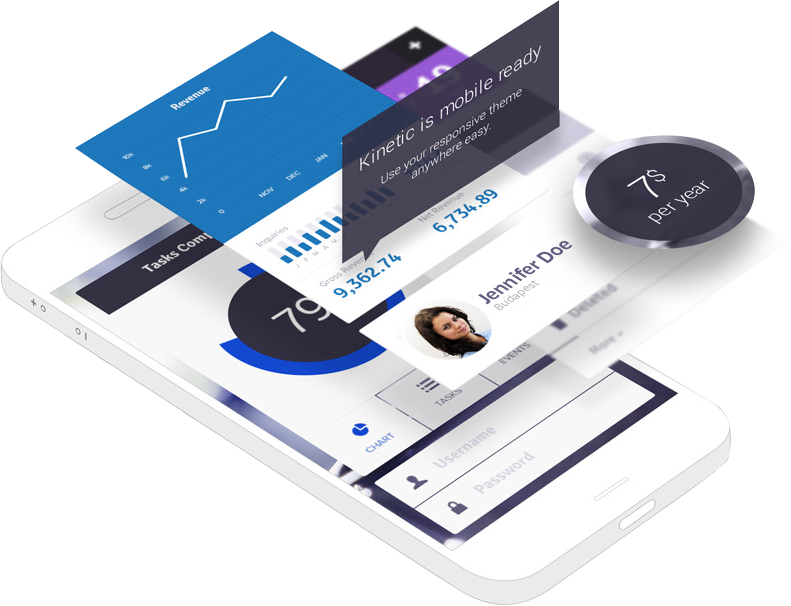 Revenue
10k
8k
6k
4k
2k
0
NOV
DEC
JAN
Kinetic is mobile ready
Use your responsive theme
anywhere easy.
7$
per year
Inquiries
J F M A M
Net Revenue
6,734.89
Gross Revenue
9,362.74
Tasks
79
Jennifer Doe
Budapest
Deleted
More
EVENTS
TASKS
CHART
Username
Password